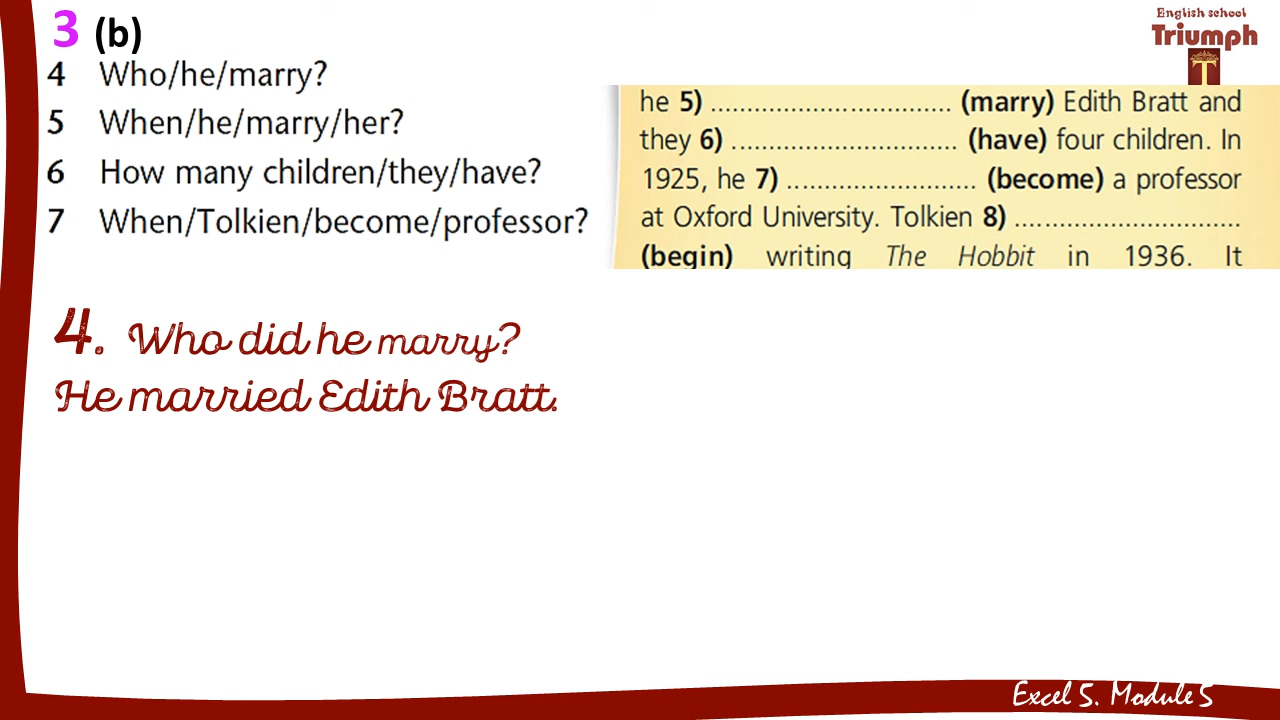 3 (b)
4 Who/he/marry?
5 When/he/marry/her?
6 How many children/they/have?
7 When/Tolkien/become/professor?
English school
Triumph
T
he 5) ................................ (marry) Edith Bratt and
they 6) .............................. (have) four children. In
1925, he 7) ......................... (become) a professor
at Oxford University. Tolkien 8) ..............................
(begin) writing The Hobbit in 1936. It
4. Who did he marry?
He married Edith Bratt.
Excel 5. Module 5